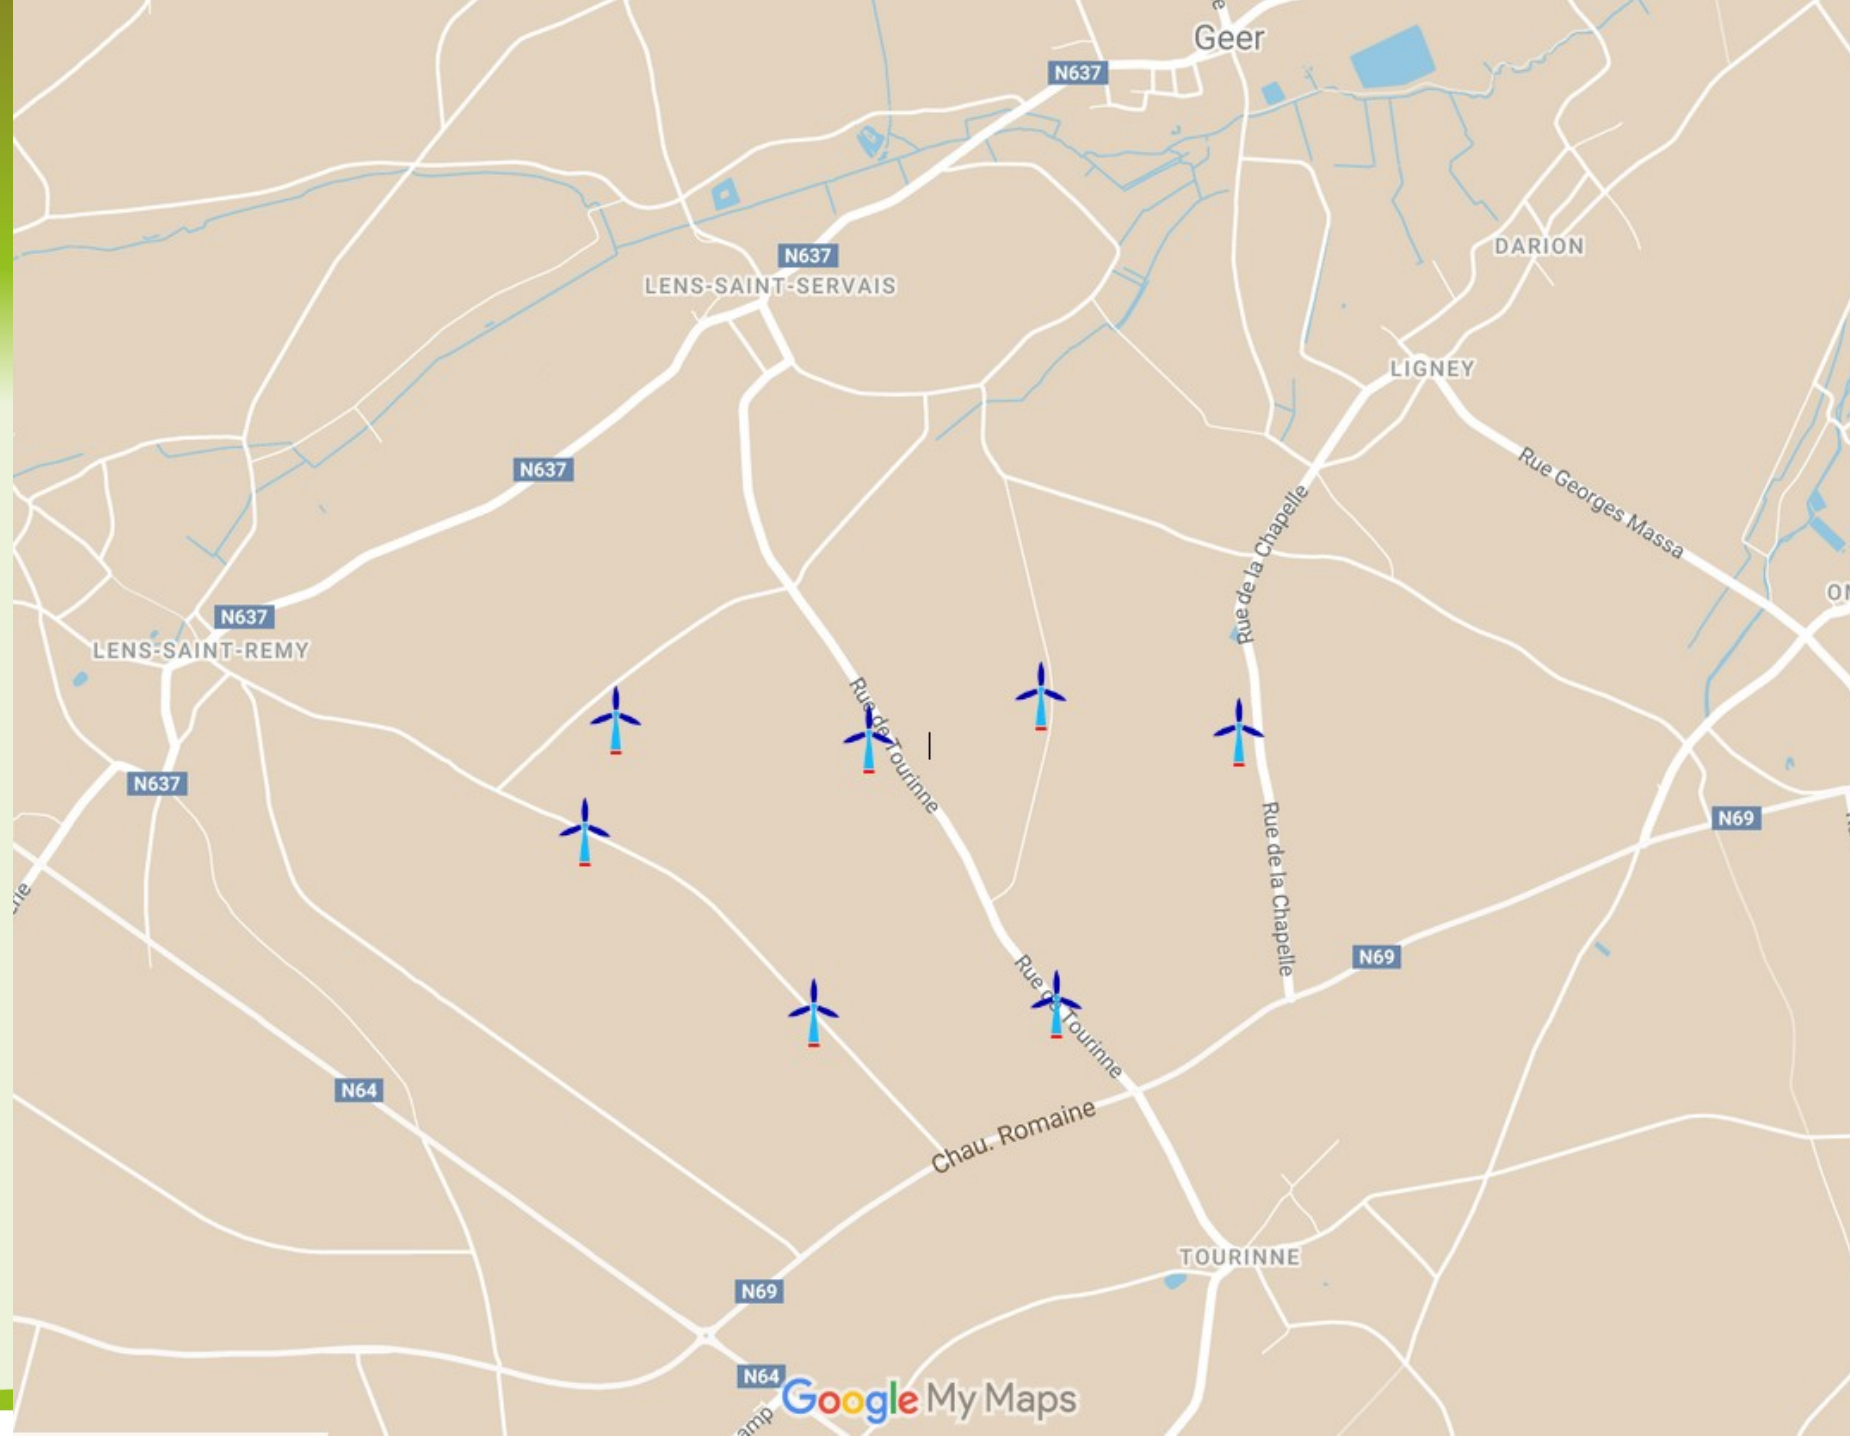 Geer
N637
DARION
N637
LENS-SAINT-SERVAIS
LIGNEY
N637
Rue Georges Massa
Rue de la Chapelle
N637
LENS-SAINT-REMY
Rue de Tourinne
N637
N69
Rue de la Chapelle
N69
Rue de Tourinne
N64
Chau. Romaine
TOURINNE
N69
N64
Google My Maps